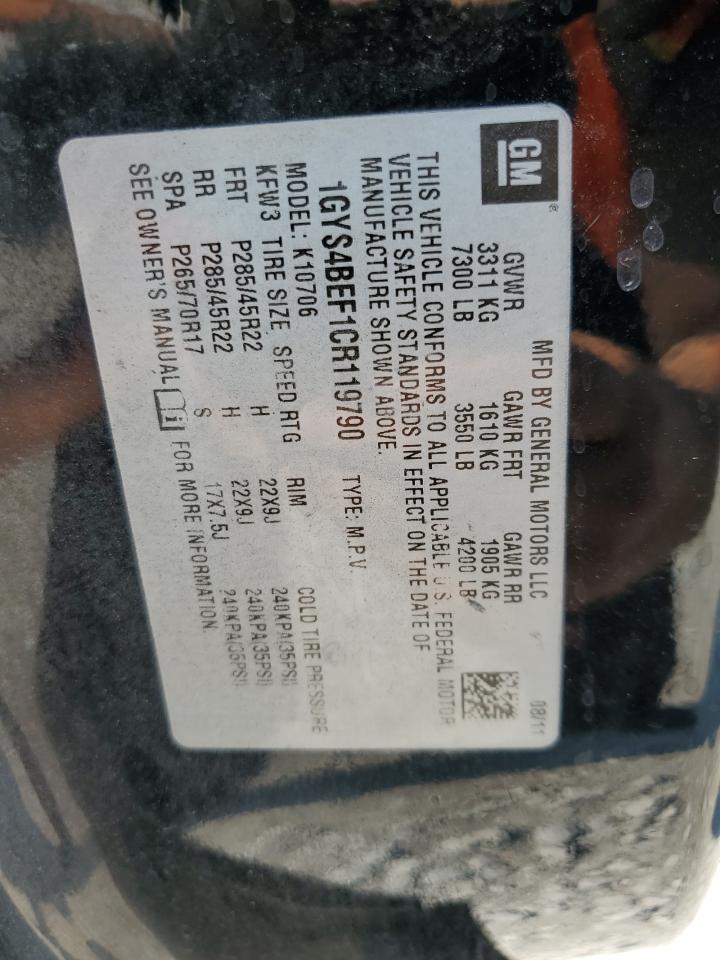 GM ®
MFD BY GENERAL MOTORS LLC 08/11
GVWR GAWR FRT GAWR RR
3311 KG 1610 KG 1905 KG
7300 LB 3550 LB 4200 LB
THIS VEHICLE CONFORMS TO ALL APPLICABLE U.S. FEDERAL MOTOR
VEHICLE SAFETY STANDARDS IN EFFECT ON THE DATE OF
MANUFACTURE SHOWN ABOVE.
1GYS4BEF1CR119790 TYPE: M.P.V.
MODEL: K10706 COLD TIRE PRESSURE
KFW3 TIRE SIZE SPEED RTG RIM
FRT P285/45R22 H 22X9J 240KPA(35PSI)
RR P285/45R22 H 22X9J 240KPA(35PSI)
SPA P265/70R17 S 17X7.5J 240KPA(35PSI)
SEE OWNER'S MANUAL i FOR MORE INFORMATION.